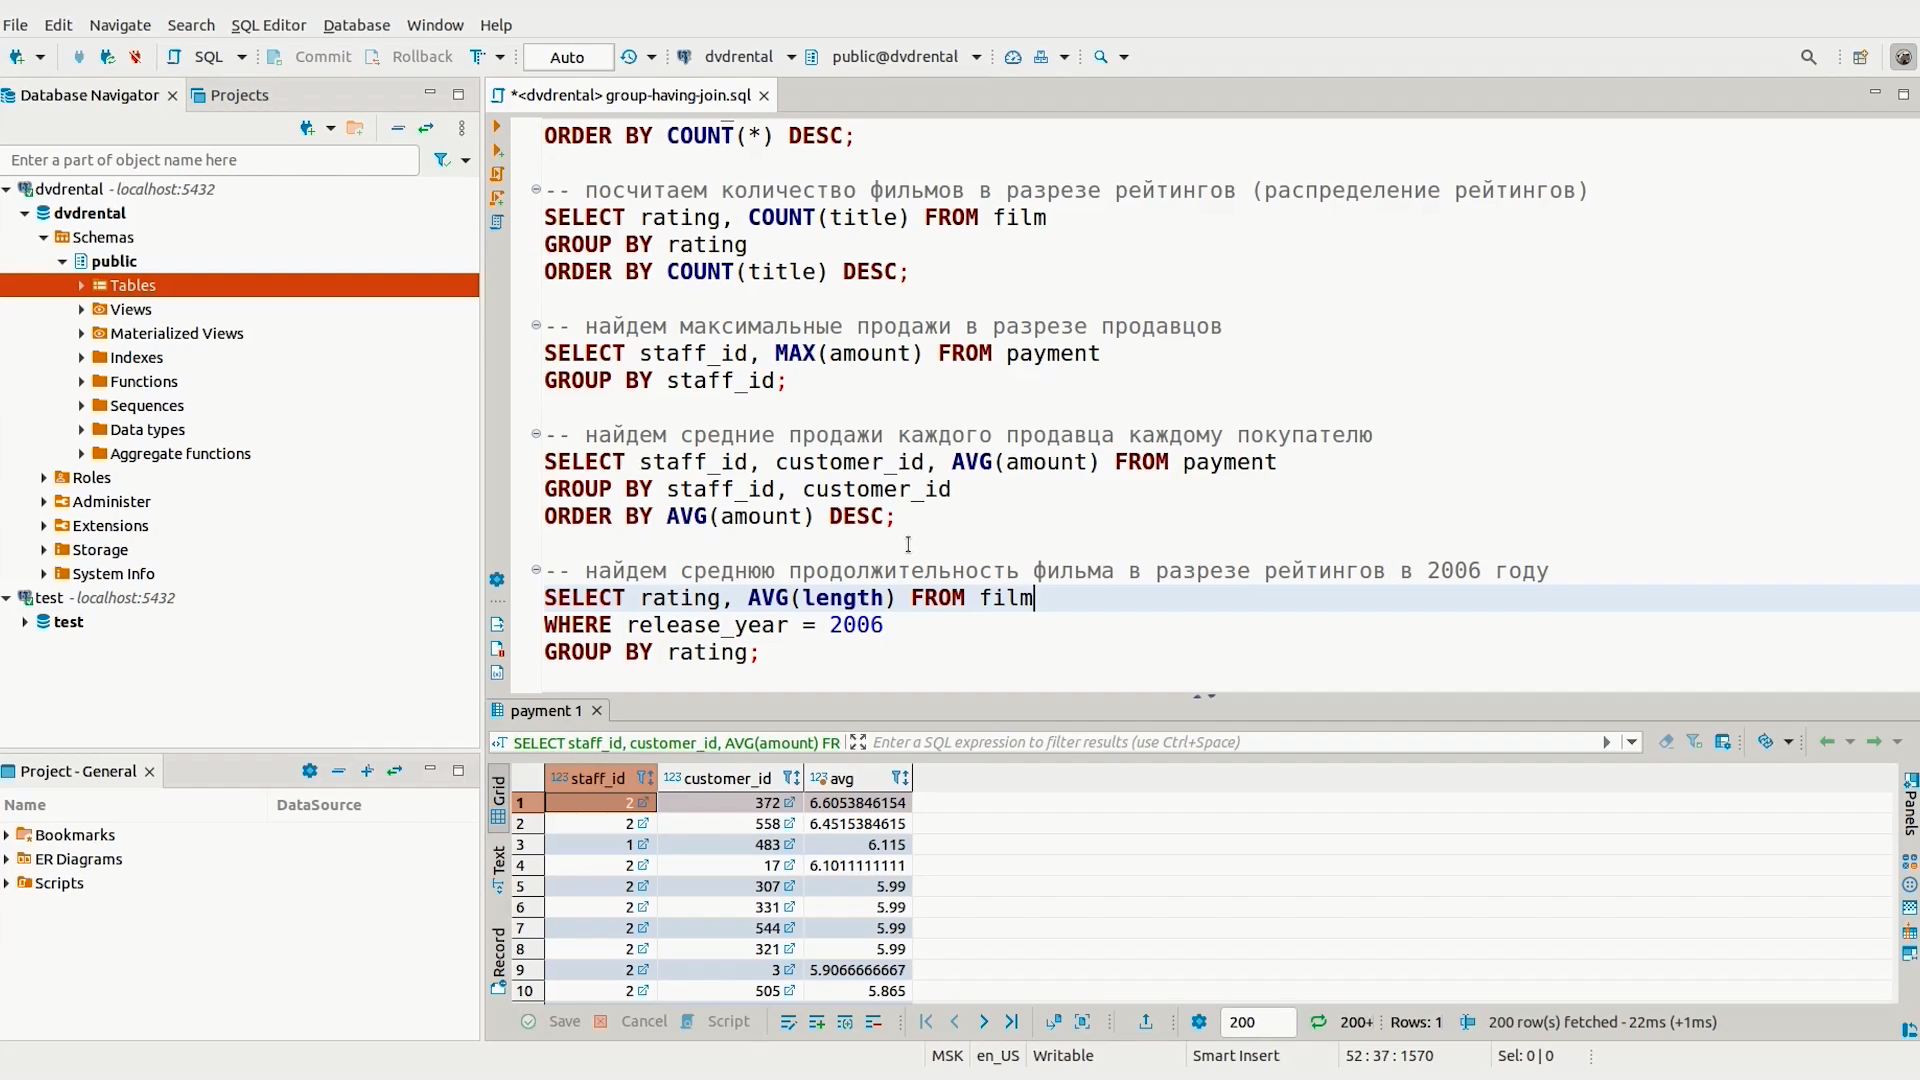 File Edit Navigate Search SQL Editor Database Window Help
SQL Commit Rollback Auto dvdrental public@dvdrental
Database Navigator Projects
*<dvdrental> group-having-join.sql
Enter a part of object name here
dvdrental - localhost:5432
dvdrental
Schemas
public
Tables
Views
Materialized Views
Indexes
Functions
Sequences
Data types
Aggregate functions
Roles
Administer
Extensions
Storage
System Info
test - localhost:5432
test
Project - General
Name DataSource
Bookmarks
ER Diagrams
Scripts
ORDER BY COUNT(*) DESC;
-- посчитаем количество фильмов в разрезе рейтингов (распределение рейтингов)
SELECT rating, COUNT(title) FROM film
GROUP BY rating
ORDER BY COUNT(title) DESC;
-- найдем максимальные продажи в разрезе продавцов
SELECT staff_id, MAX(amount) FROM payment
GROUP BY staff_id;
-- найдем средние продажи каждого продавца каждому покупателю
SELECT staff_id, customer_id, AVG(amount) FROM payment
GROUP BY staff_id, customer_id
ORDER BY AVG(amount) DESC;
-- найдем среднюю продолжительность фильма в разрезе рейтингов в 2006 году
SELECT rating, AVG(length) FROM film
WHERE release_year = 2006
GROUP BY rating;
payment 1
SELECT staff_id, customer_id, AVG(amount) FR Enter a SQL expression to filter results (use Ctrl+Space)
Grid
Text
Record
Panels
123 staff_id 123 customer_id 123 avg
1 2 372 6.6053846154
2 2 558 6.4515384615
3 1 483 6.115
4 2 17 6.1011111111
5 2 307 5.99
6 2 331 5.99
7 2 544 5.99
8 2 321 5.99
9 2 3 5.9066666667
10 2 505 5.865
Save Cancel Script 200 200+ Rows: 1 200 row(s) fetched - 22ms (+1ms)
MSK en_US Writable Smart Insert 52 : 37 : 1570 Sel: 0 | 0